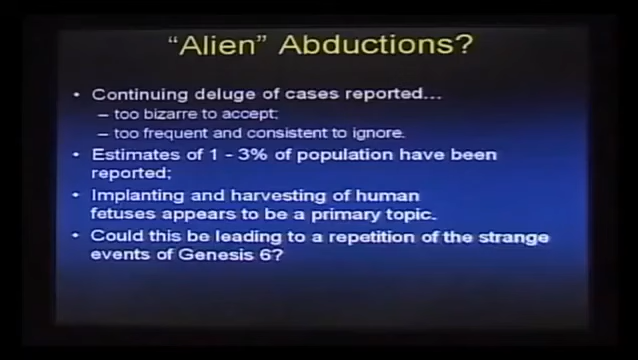 "Alien" Abductions?
• Continuing deluge of cases reported...
– too bizarre to accept;
– too frequent and consistent to ignore.
• Estimates of 1 - 3% of population have been
reported;
• Implanting and harvesting of human
fetuses appears to be a primary topic.
• Could this be leading to a repetition of the strange
events of Genesis 6?